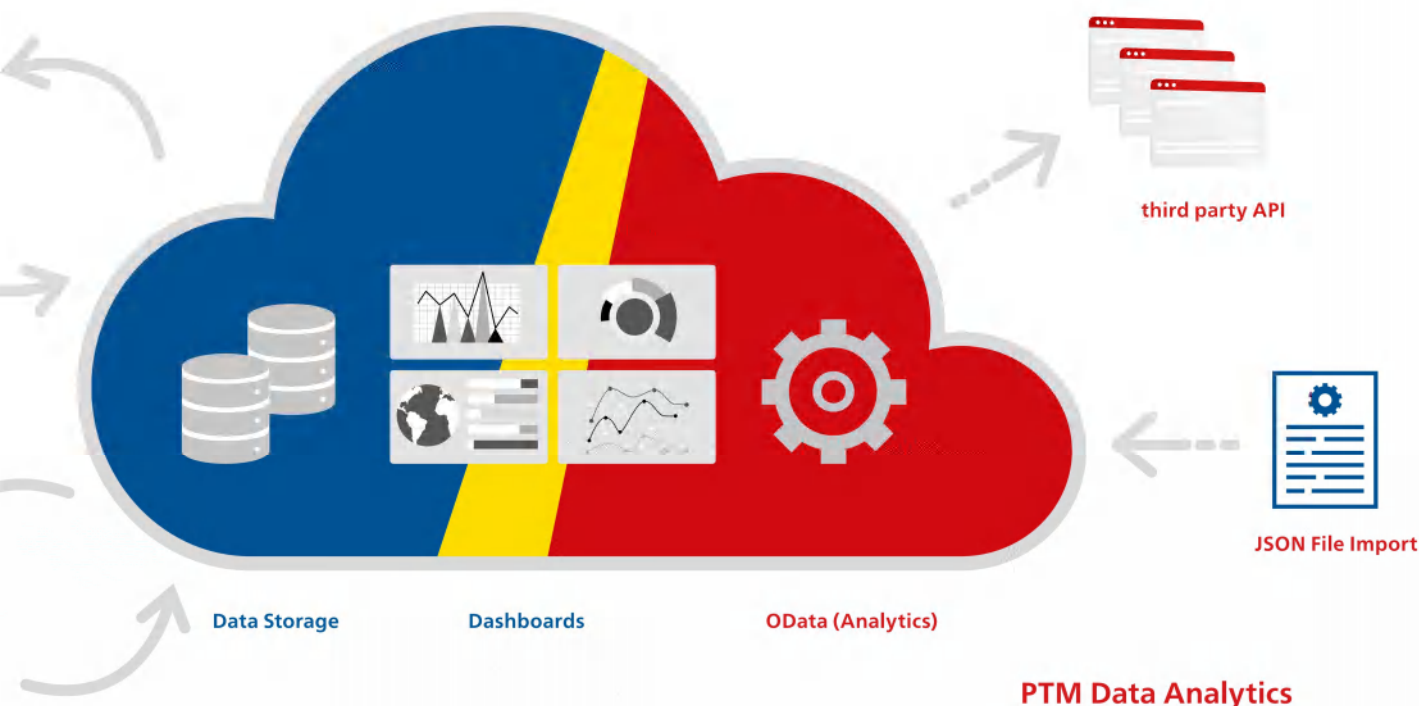 third party API
JSON File Import
Data Storage
Dashboards
OData (Analytics)
PTM Data Analytics